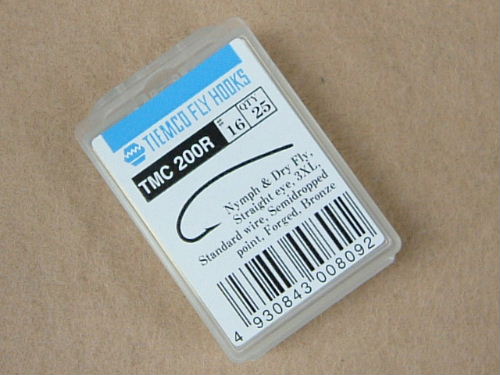 TIEMCO FLY HOOKS
TMC 200R
# 16
QTY 25
Nymph & Dry Fly,
Straight eye, 3XL,
Standard wire, Semidropped
point, Forged, Bronze
4 930843 008092